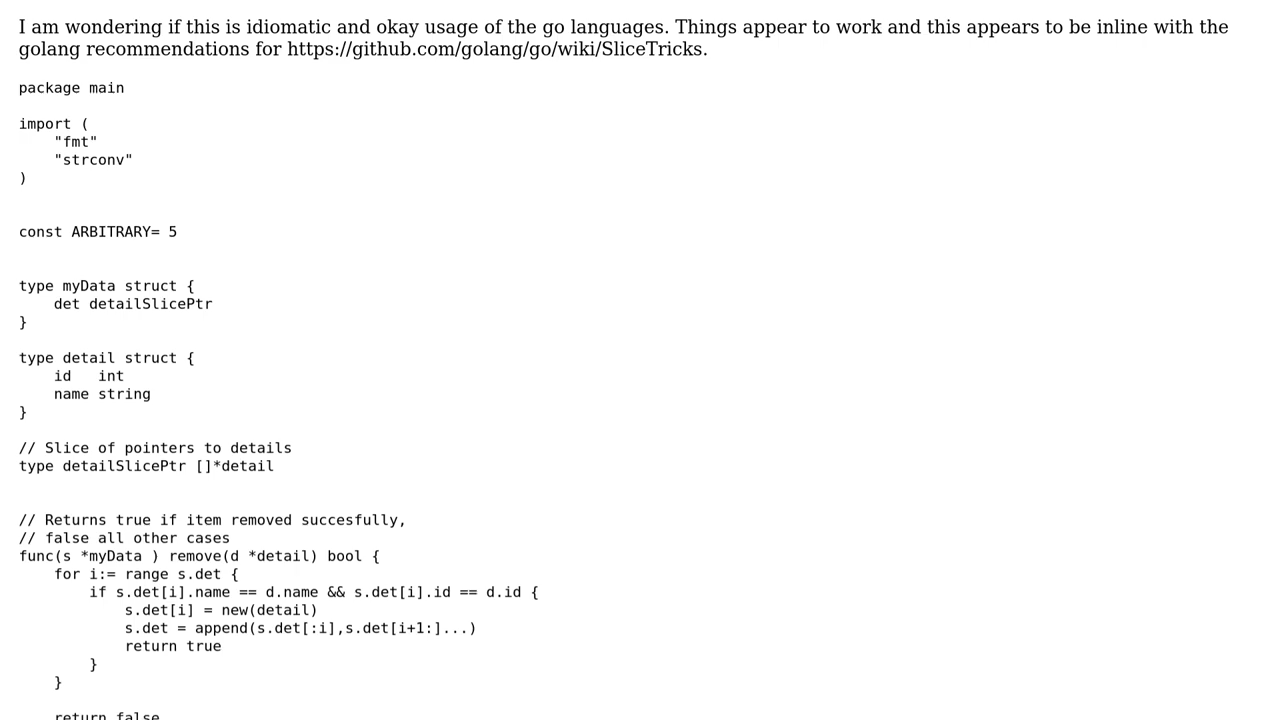 I am wondering if this is idiomatic and okay usage of the go languages. Things appear to work and this appears to be inline with the
golang recommendations for https://github.com/golang/go/wiki/SliceTricks.
package main
import (
    "fmt"
    "strconv"
)
const ARBITRARY= 5
type myData struct {
    det detailSlicePtr
}
type detail struct {
    id   int
    name string
}
// Slice of pointers to details
type detailSlicePtr []*detail
// Returns true if item removed succesfully,
// false all other cases
func(s *myData ) remove(d *detail) bool {
    for i:= range s.det {
        if s.det[i].name == d.name && s.det[i].id == d.id {
            s.det[i] = new(detail)
            s.det = append(s.det[:i],s.det[i+1:]...)
            return true
        }
    }
    return false